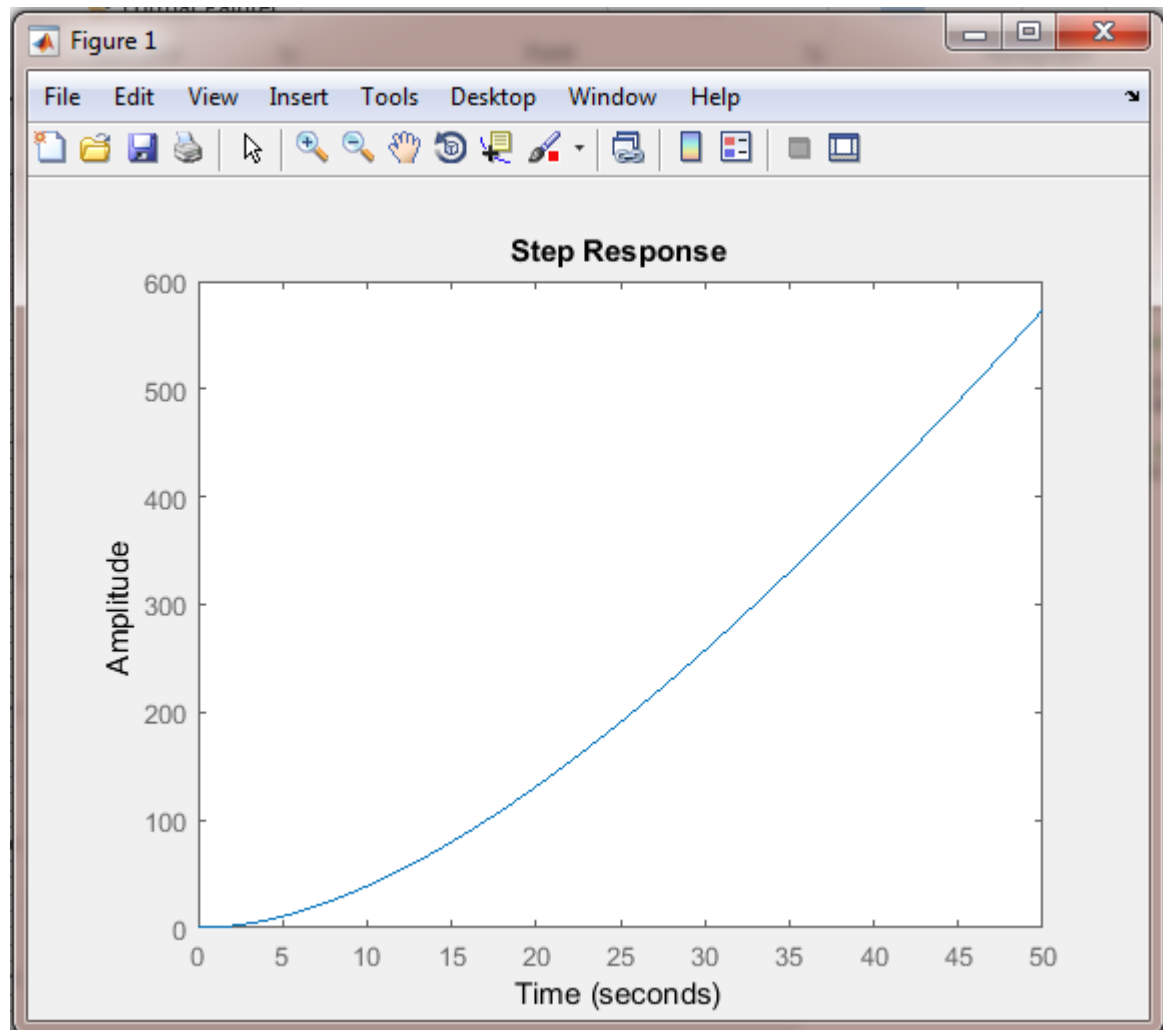 Figure 1
File Edit View Insert Tools Desktop Window Help
Step Response
600
500
400
300
200
100
0
Amplitude
0 5 10 15 20 25 30 35 40 45 50
Time (seconds)